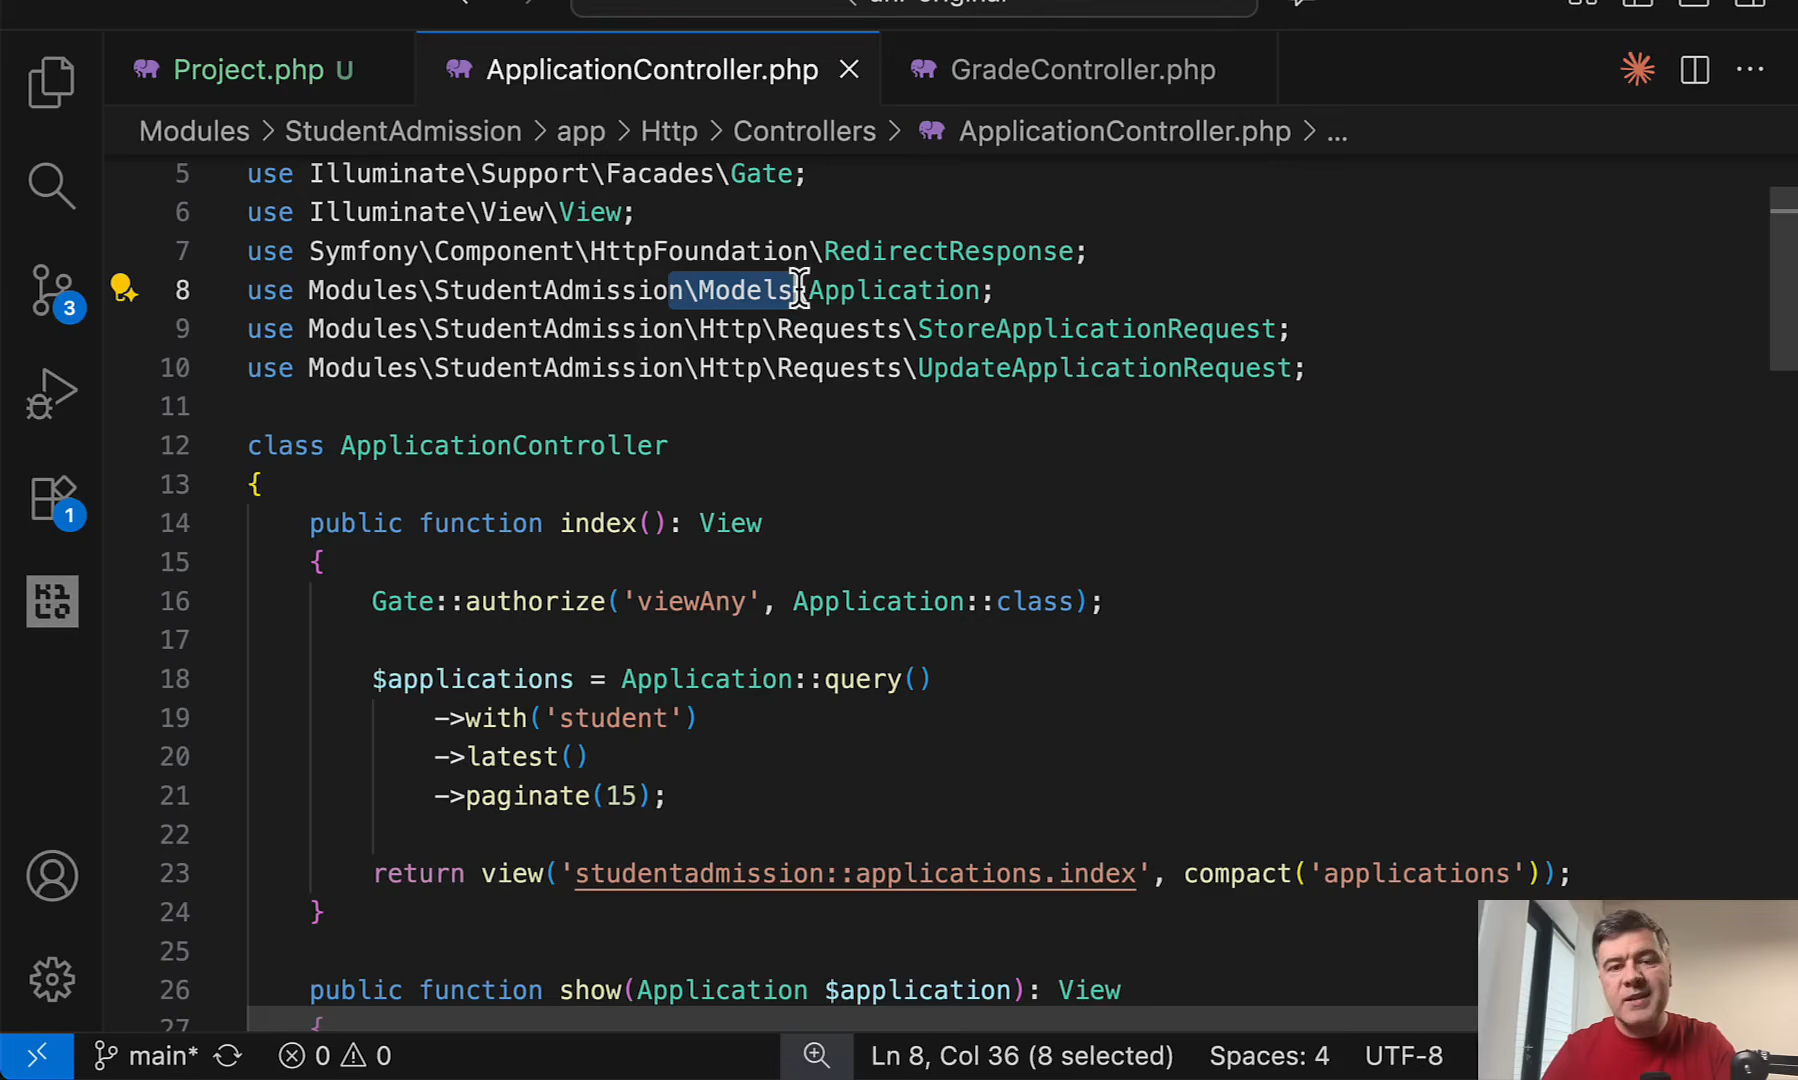 Project.php U
ApplicationController.php
GradeController.php
Modules > StudentAdmission > app > Http > Controllers > ApplicationController.php > ...
5 use Illuminate\Support\Facades\Gate;
6 use Illuminate\View\View;
7 use Symfony\Component\HttpFoundation\RedirectResponse;
8 use Modules\StudentAdmission\Models\Application;
9 use Modules\StudentAdmission\Http\Requests\StoreApplicationRequest;
10 use Modules\StudentAdmission\Http\Requests\UpdateApplicationRequest;
11
12 class ApplicationController
13 {
14 public function index(): View
15 {
16 Gate::authorize('viewAny', Application::class);
17
18 $applications = Application::query()
19 ->with('student')
20 ->latest()
21 ->paginate(15);
22
23 return view('studentadmission::applications.index', compact('applications'));
24 }
25
26 public function show(Application $application): View
27 {
3
1
main*
0 0
Ln 8, Col 36 (8 selected)
Spaces: 4
UTF-8